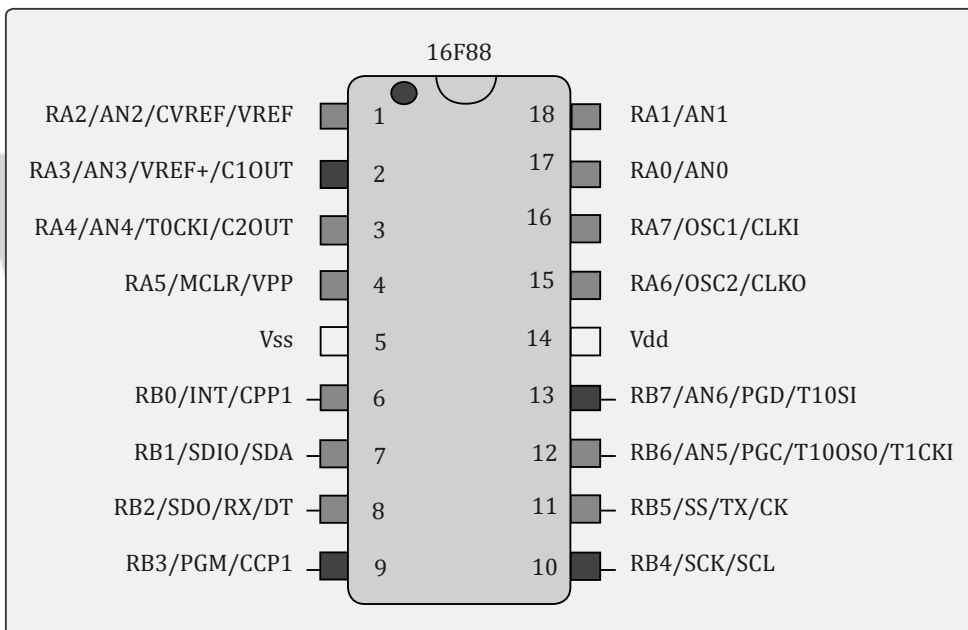 16F88
RA2/AN2/CVREF/VREF 1 18 RA1/AN1
RA3/AN3/VREF+/C1OUT 2 17 RA0/AN0
RA4/AN4/T0CKI/C2OUT 3 16 RA7/OSC1/CLKI
RA5/MCLR/VPP 4 15 RA6/OSC2/CLKO
Vss 5 14 Vdd
RB0/INT/CPP1 6 13 RB7/AN6/PGD/T10SI
RB1/SDIO/SDA 7 12 RB6/AN5/PGC/T10OSO/T1CKI
RB2/SDO/RX/DT 8 11 RB5/SS/TX/CK
RB3/PGM/CCP1 9 10 RB4/SCK/SCL